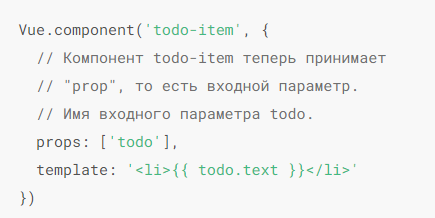 Vue.component('todo-item', {
  // Компонент todo-item теперь принимает
  // "prop", то есть входной параметр.
  // Имя входного параметра todo.
  props: ['todo'],
  template: '<li>{{ todo.text }}</li>'
})